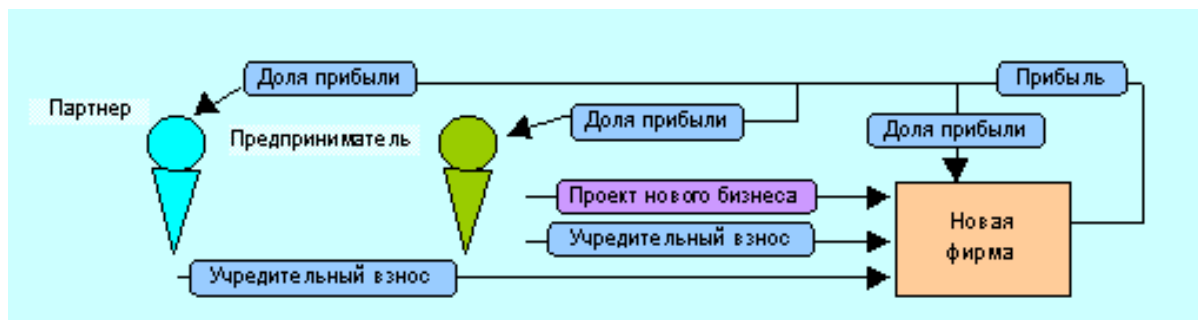 Доля прибыли
Прибыль
Партнер
Доля прибыли
Доля прибыли
Предприниматель
Проект нового бизнеса
Новая
фирма
Учредительный взнос
Учредительный взнос